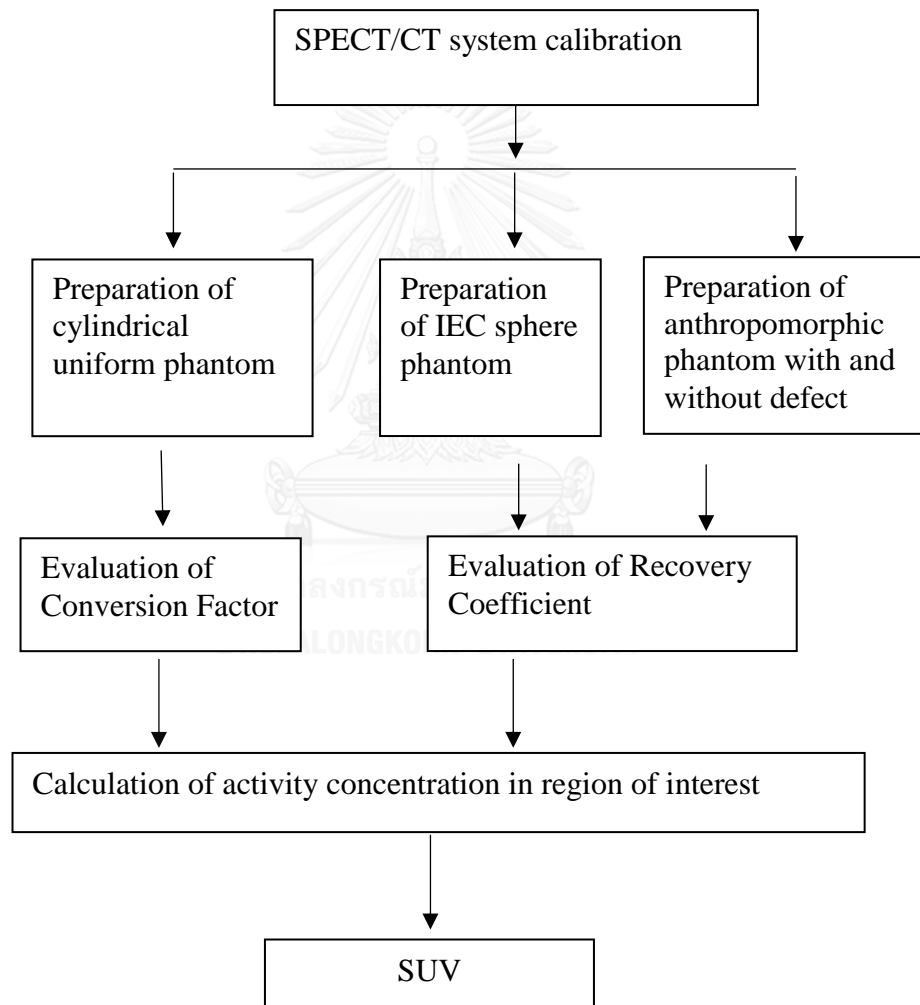 SPECT/CT system calibration
Preparation of
cylindrical
uniform phantom
Preparation
of IEC sphere
phantom
Preparation of
anthropomorphic
phantom with and
without defect
Evaluation of
Conversion Factor
Evaluation of Recovery
Coefficient
Calculation of activity concentration in region of interest
SUV